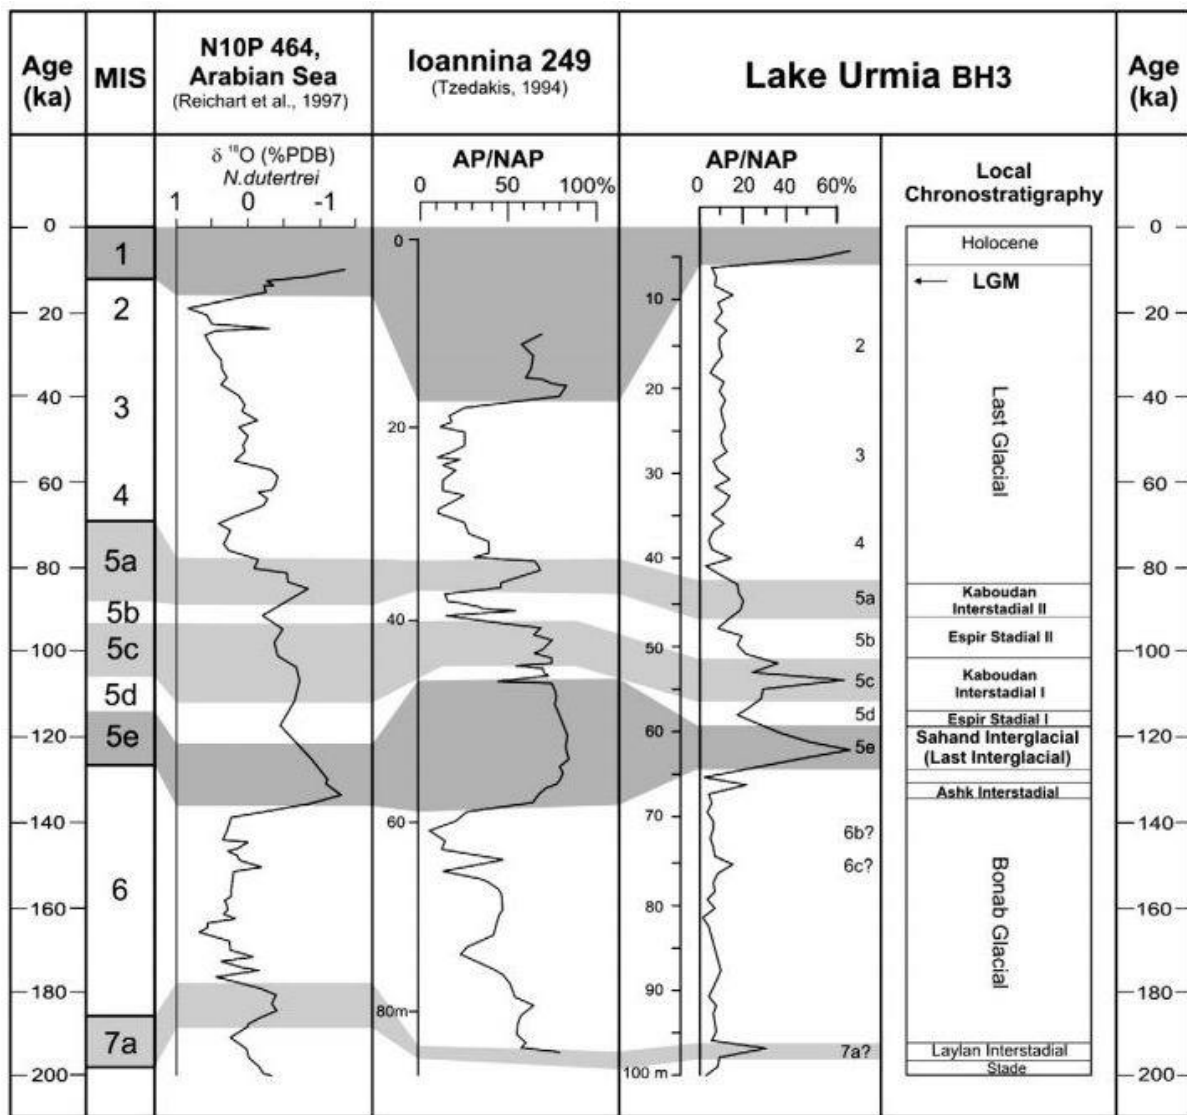 Age
(ka)
MIS
N10P 464,
Arabian Sea
(Reichart et al., 1997)
Ioannina 249
(Tzedakis, 1994)
Lake Urmia BH3
Age
(ka)
δ ¹⁸O (%PDB)
N.dutertrei
1 0 -1
AP/NAP
0 50 100%
AP/NAP
0 20 40 60%
Local
Chronostratigraphy
0
20
40
60
80
100
120
140
160
180
200
1
2
3
4
5a
5b
5c
5d
5e
6
7a
0
20
40
60
80m
10
20
30
40
50
60
70
80
90
100 m
2
3
4
5a
5b
5c
5d
5e
6b?
6c?
7a?
Holocene
LGM
Last Glacial
Kaboudan
Interstadial II
Espir Stadial II
Kaboudan
Interstadial I
Espir Stadial I
Sahand Interglacial
(Last Interglacial)
Ashk Interstadial
Bonab Glacial
Laylan Interstadial
Stade
0
20
40
60
80
100
120
140
160
180
200